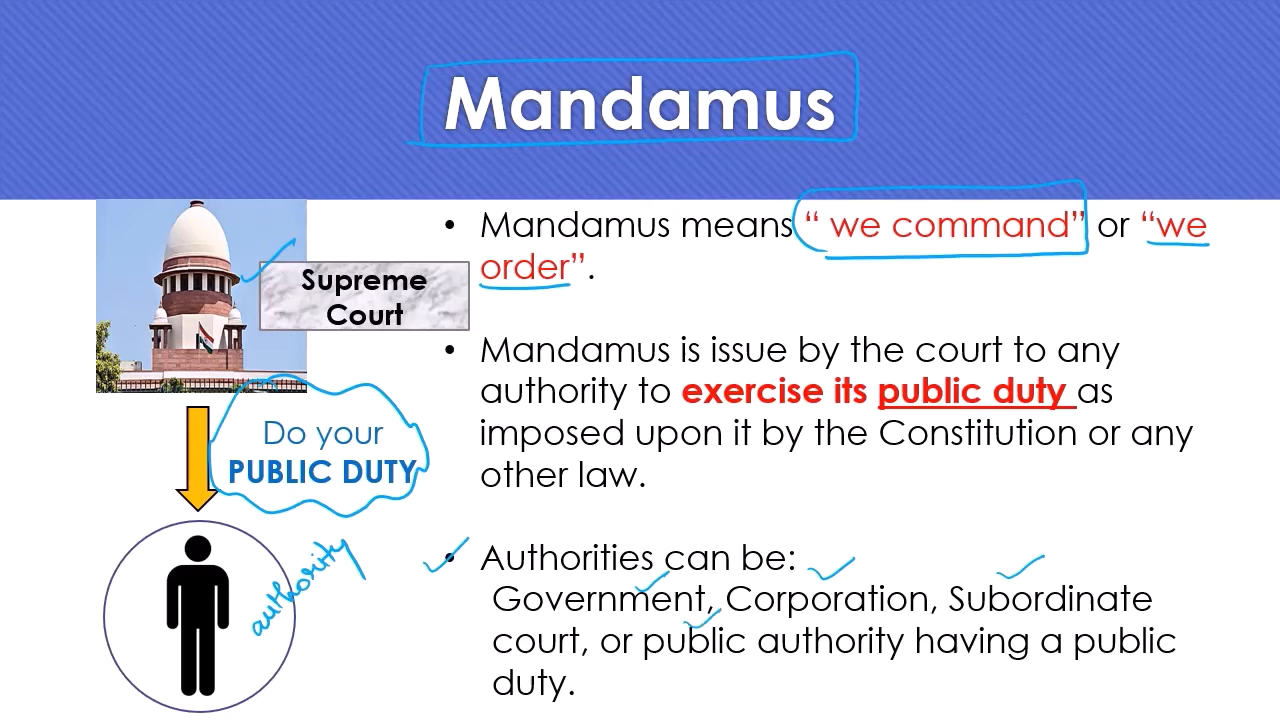 Mandamus
• Mandamus means “ we command” or “we
order”.
Supreme
Court
• Mandamus is issue by the court to any
authority to exercise its public duty as
imposed upon it by the Constitution or any
other law.
Do your
PUBLIC DUTY
authority
• Authorities can be:
Government, Corporation, Subordinate
court, or public authority having a public
duty.